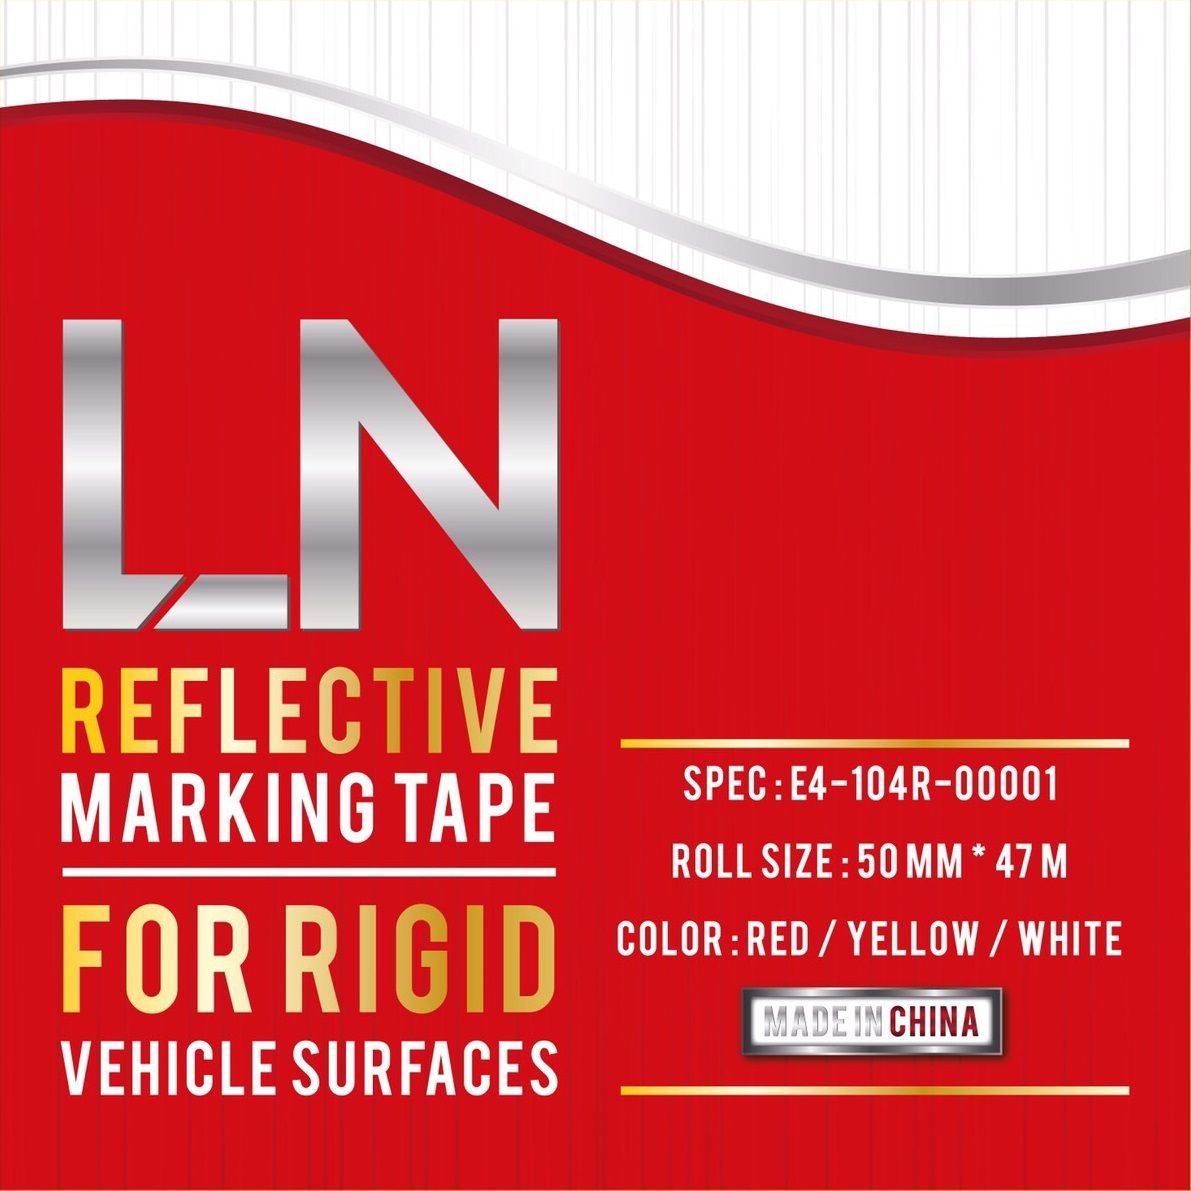 LN
REFLECTIVE
MARKING TAPE
FOR RIGID
VEHICLE SURFACES
SPEC : E4-104R-00001
ROLL SIZE : 50 MM * 47 M
COLOR : RED / YELLOW / WHITE
MADE IN CHINA